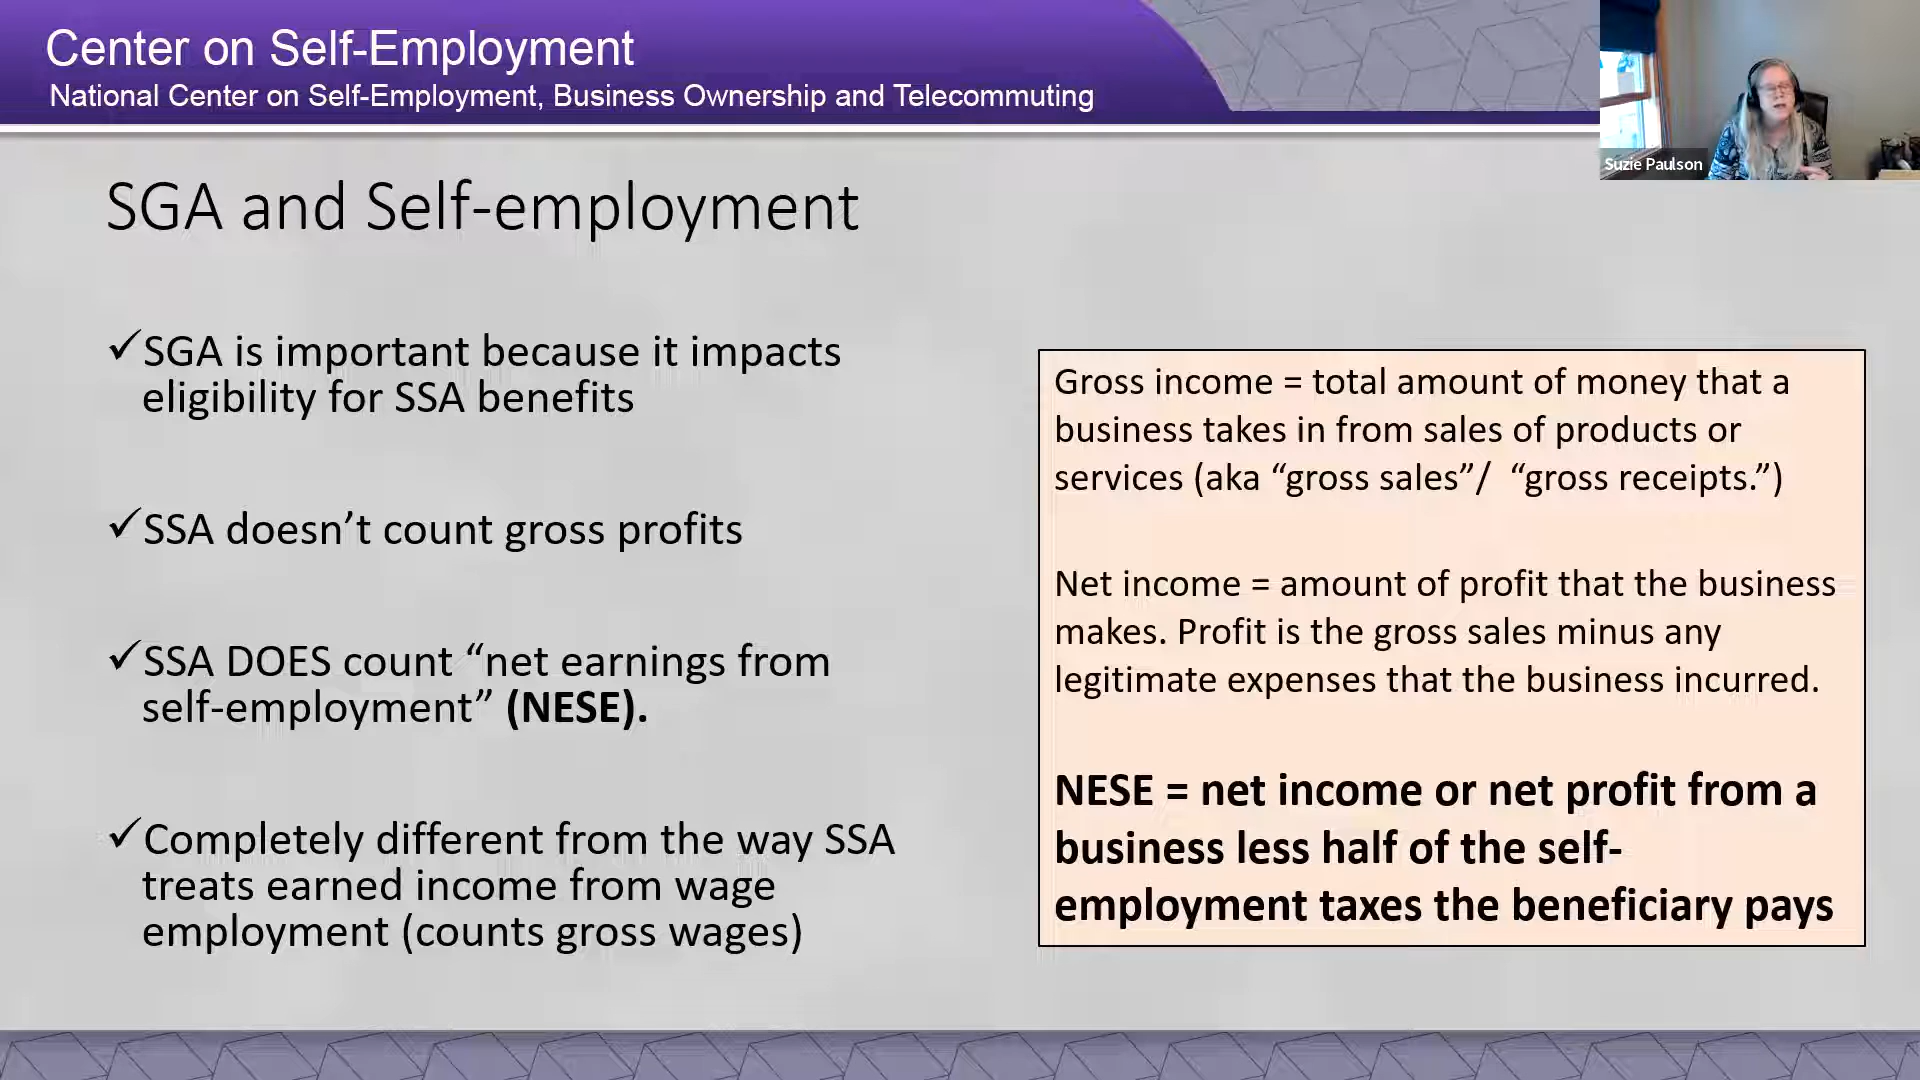 Center on Self-Employment
National Center on Self-Employment, Business Ownership and Telecommuting
Suzie Paulson
SGA and Self-employment
✓SGA is important because it impacts
eligibility for SSA benefits
✓SSA doesn’t count gross profits
✓SSA DOES count “net earnings from
self-employment” (NESE).
✓Completely different from the way SSA
treats earned income from wage
employment (counts gross wages)
Gross income = total amount of money that a
business takes in from sales of products or
services (aka “gross sales”/ “gross receipts.”)
Net income = amount of profit that the business
makes. Profit is the gross sales minus any
legitimate expenses that the business incurred.
NESE = net income or net profit from a
business less half of the self-
employment taxes the beneficiary pays